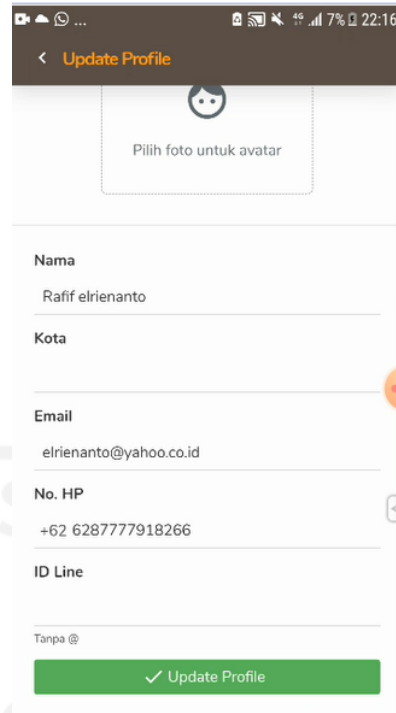 ... 4G 7% 22:16
Update Profile
Pilih foto untuk avatar
Nama
Rafif elrienanto
Kota
Email
elrienanto@yahoo.co.id
No. HP
+62 6287777918266
ID Line
Tanpa @
Update Profile